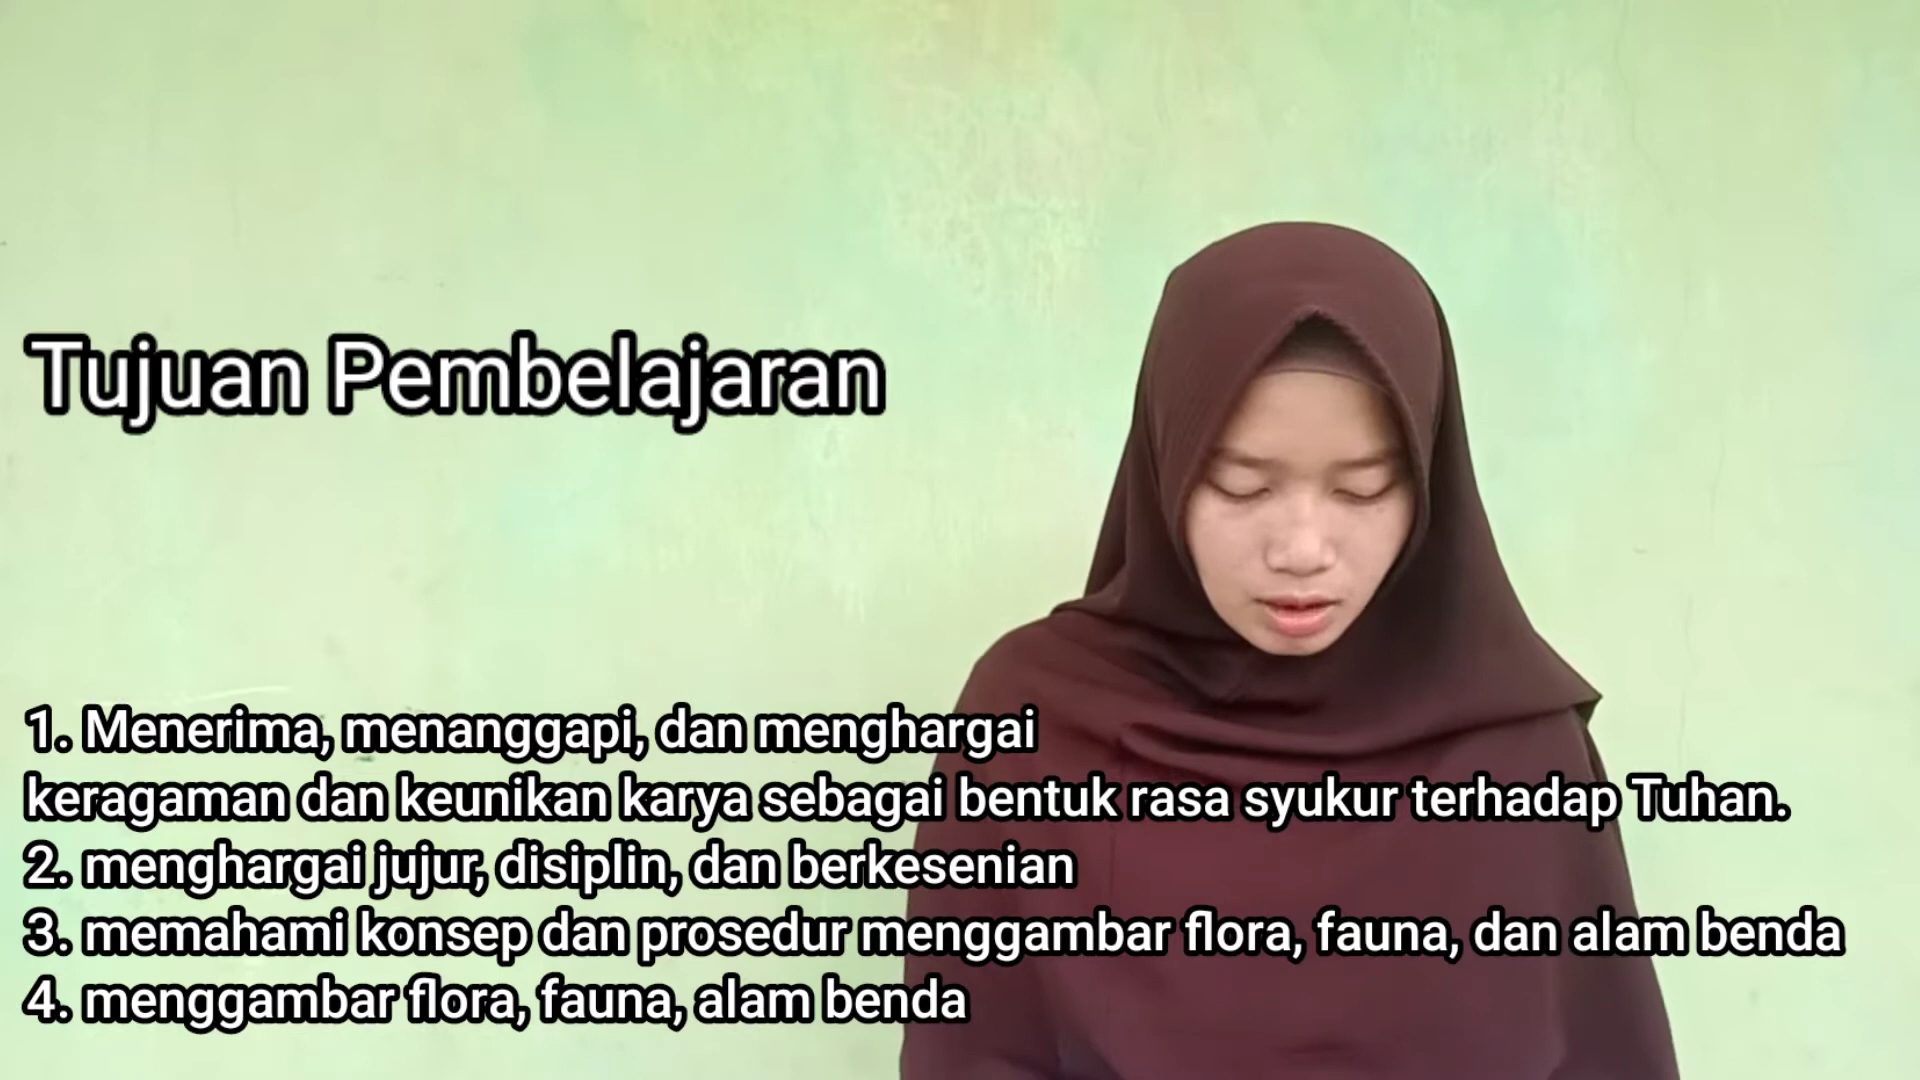 Tujuan Pembelajaran
1. Menerima, menanggapi, dan menghargai
keragaman dan keunikan karya sebagai bentuk rasa syukur terhadap Tuhan.
2. menghargai jujur, disiplin, dan berkesenian
3. memahami konsep dan prosedur menggambar flora, fauna, dan alam benda
4. menggambar flora, fauna, alam benda